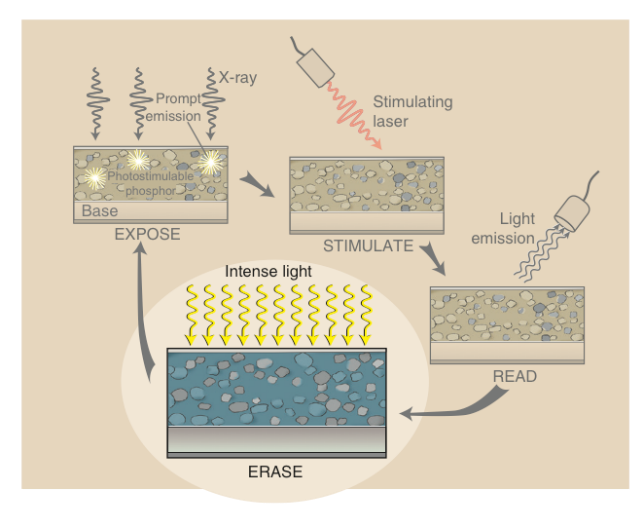 X-ray
Prompt
emission
Photostimulable
phosphor
Base
EXPOSE
Stimulating
laser
STIMULATE
Light
emission
READ
Intense light
ERASE